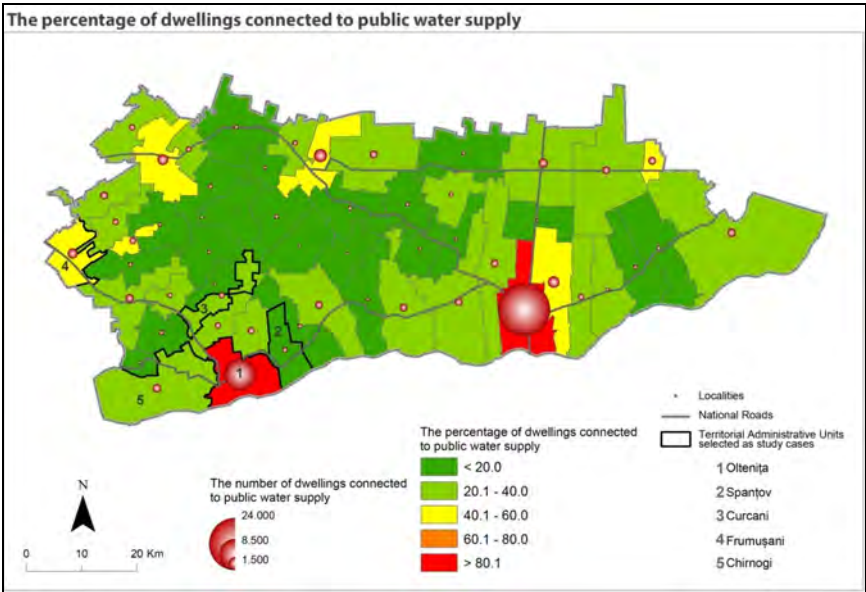 The percentage of dwellings connected to public water supply
4
3
2
1
5
N
0 10 20 Km
The number of dwellings connected
to public water supply
24.000
8.500
1.500
The percentage of dwellings connected
to public water supply
< 20.0
20.1 - 40.0
40.1 - 60.0
60.1 - 80.0
> 80.1
Localities
National Roads
Territorial Administrative Units
selected as study cases
1 Oltenița
2 Spanțov
3 Curcani
4 Frumușani
5 Chirnogi